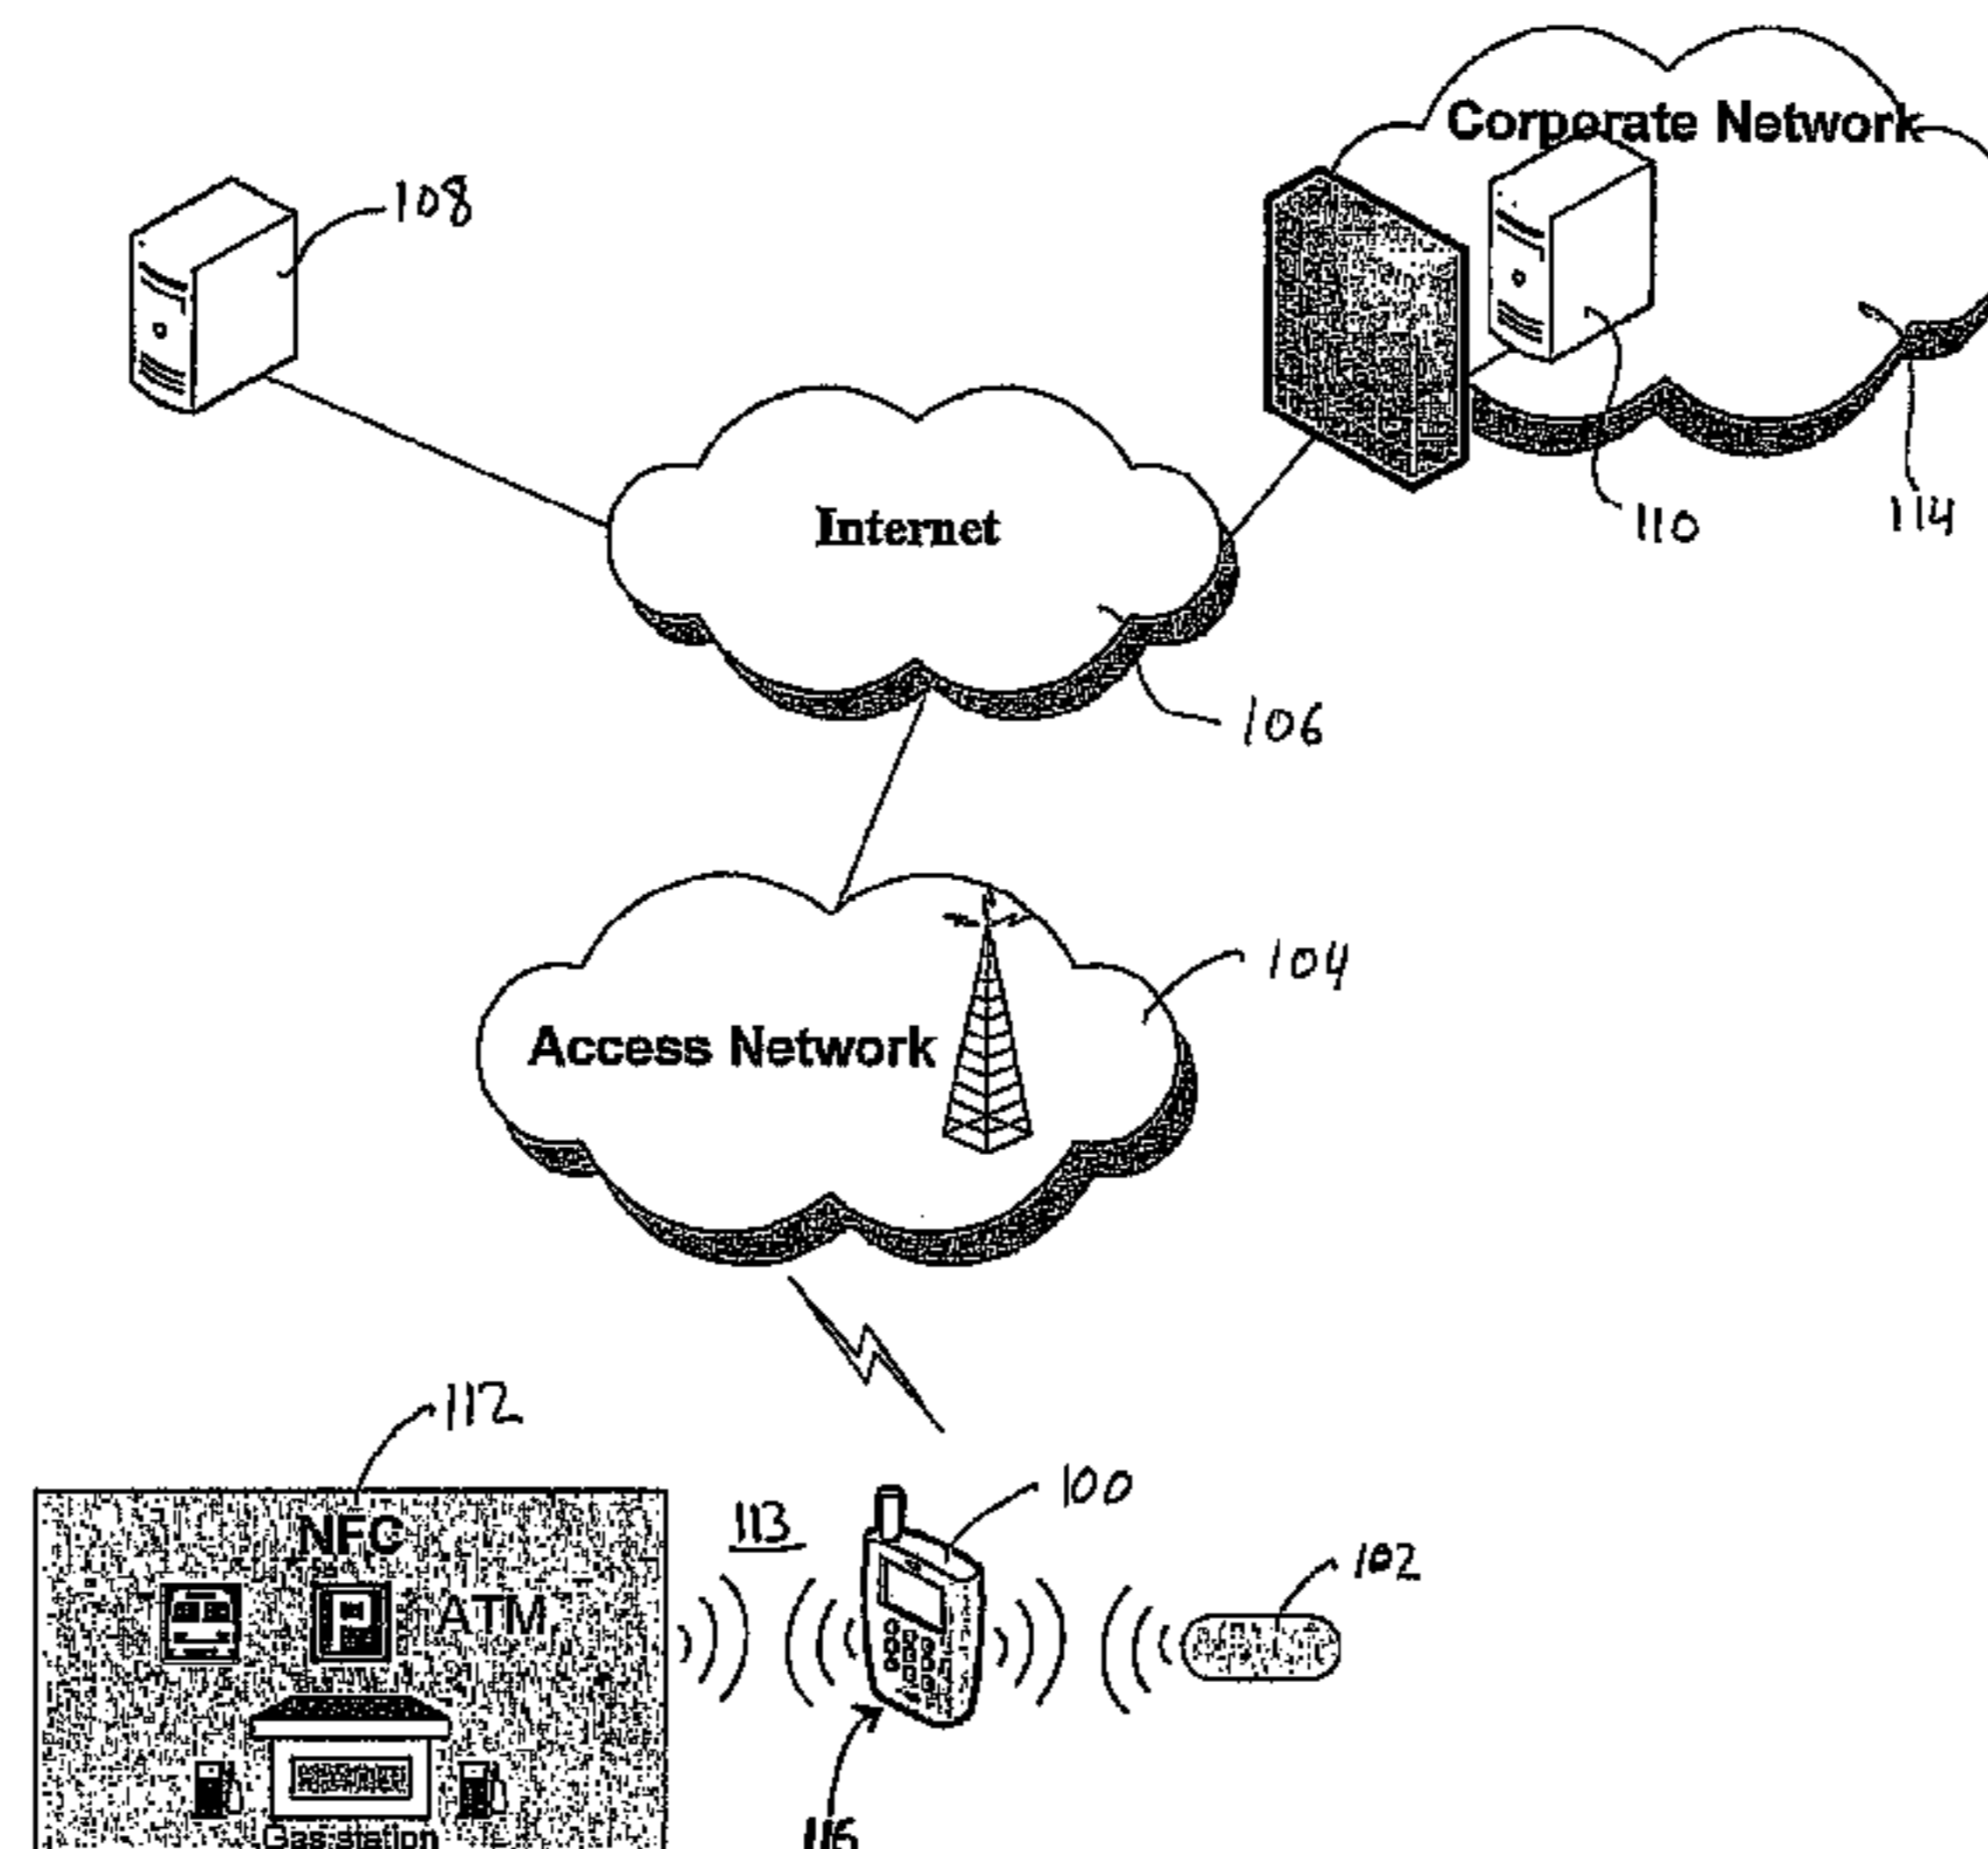 Corporate Network
108
110
114
Internet
106
104
Access Network
112
113
100
102
NFC
P
ATM
Gas station
116